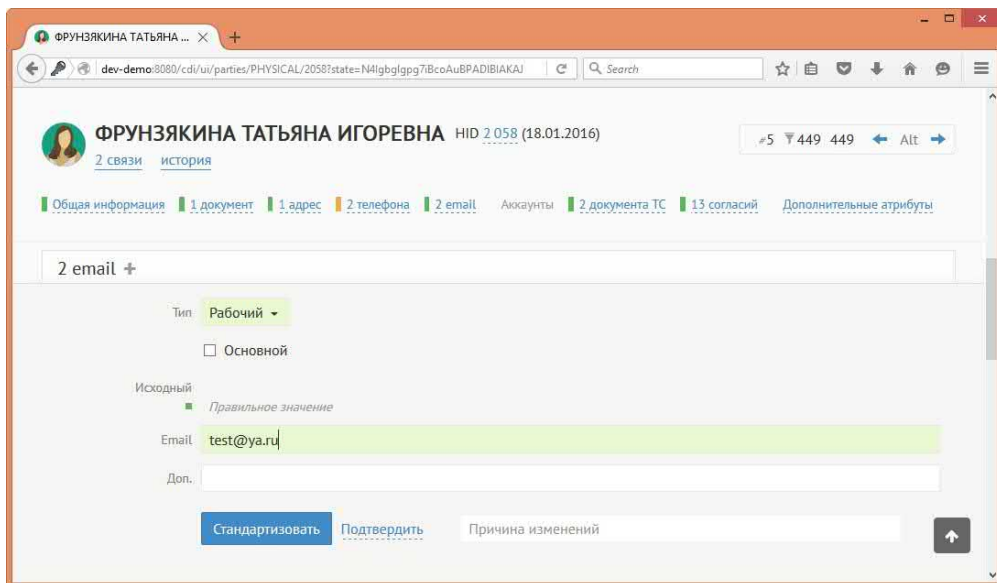 ФРУНЗЯКИНА ТАТЬЯНА ...
dev-demo:8080/cdi/ui/parties/PHYSICAL/2058?state=N4IgbgIgpg7iBcoAuBPADIBIAKAJ
Search
ФРУНЗЯКИНА ТАТЬЯНА ИГОРЕВНА HID 2 058 (18.01.2016)
5 449 449 Alt
2 связи история
Общая информация 1 документ 1 адрес 2 телефона 2 email Аккаунты 2 документа ТС 13 согласий Дополнительные атрибуты
2 email +
Тип Рабочий
Основной
Исходный
Правильное значение
Email test@ya.ru
Доп.
Стандартизовать Подтвердить Причина изменений